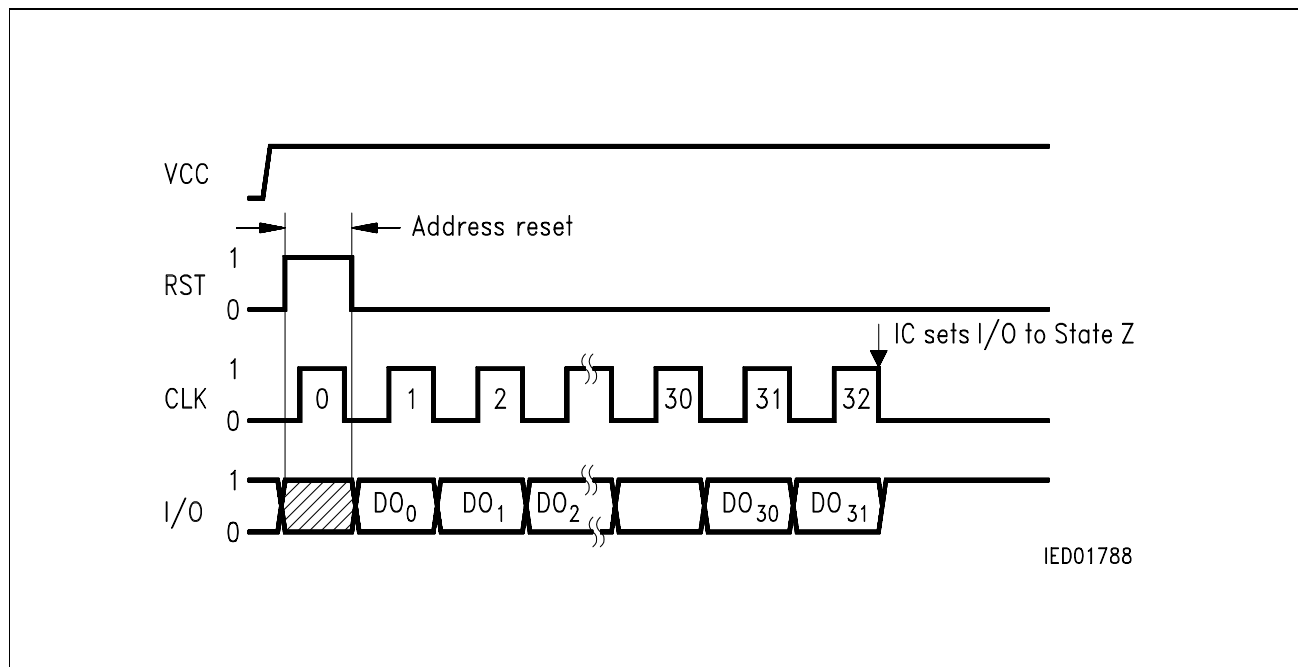 VCC
Address reset
1
RST
0
IC sets I/O to State Z
1
CLK 0 1 2 30 31 32
0
1
I/O DO0 DO1 DO2 DO30 DO31
0
IED01788